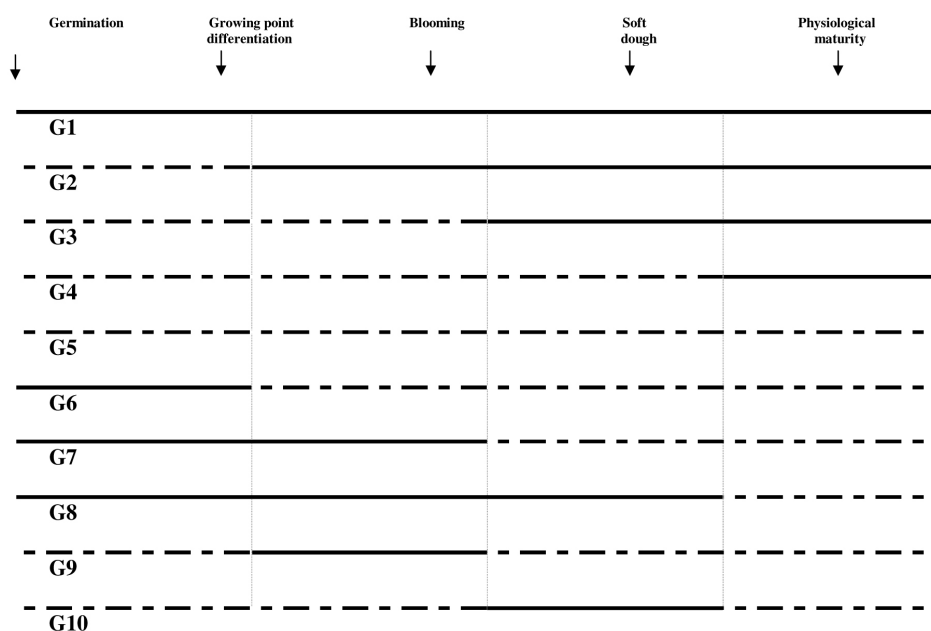 Germination
Growing point
differentiation
Blooming
Soft
dough
Physiological
maturity
G1
G2
G3
G4
G5
G6
G7
G8
G9
G10